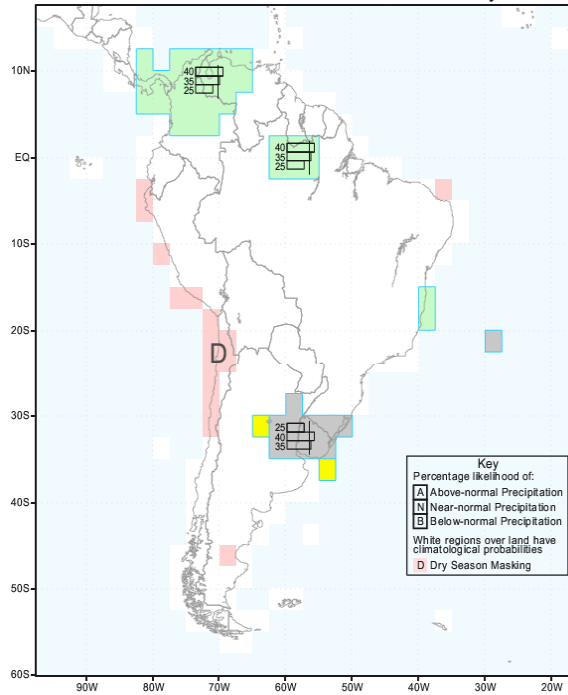 10N
EQ
10S
20S
30S
40S
50S
60S
90W
80W
70W
60W
50W
40W
30W
20W
40
35
25
40
35
25
D
25
40
35
Key
Percentage likelihood of:
A Above-normal Precipitation
N Near-normal Precipitation
B Below-normal Precipitation
White regions over land have
climatological probabilities
D Dry Season Masking